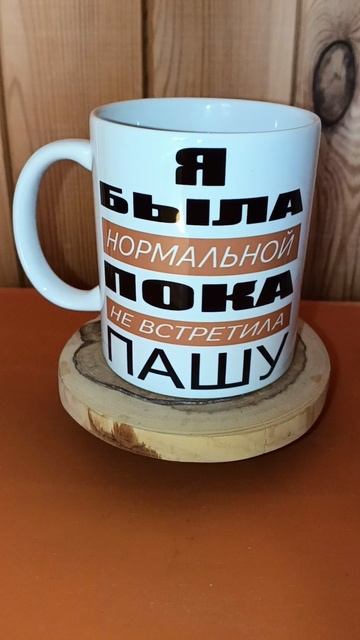 Я
БЫЛА
НОРМАЛЬНОЙ
ПОКА
НЕ ВСТРЕТИЛА
ПАШУ